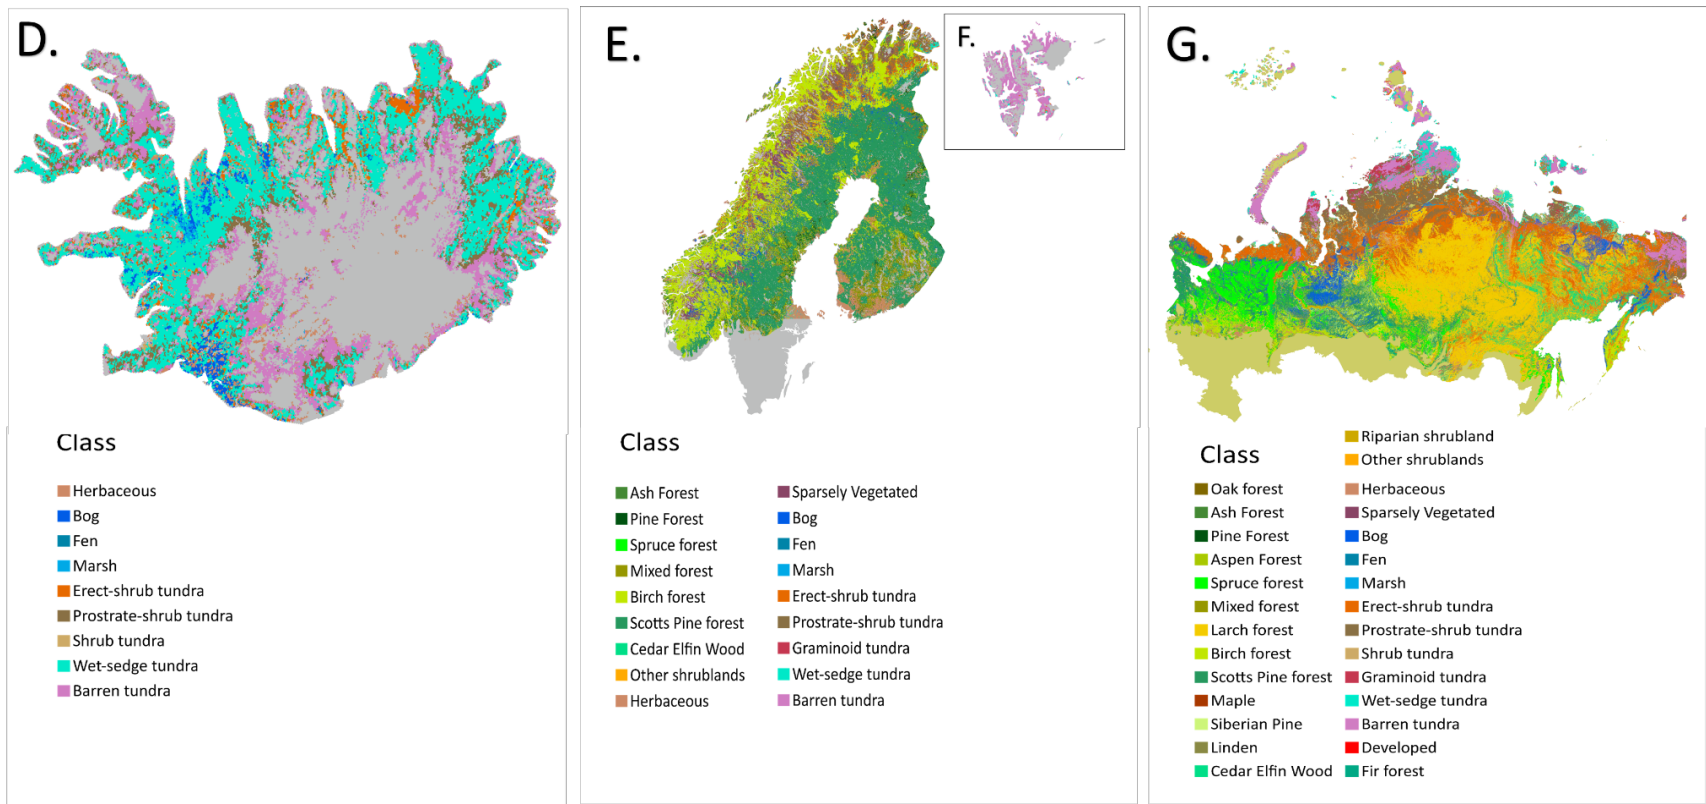 D.
Class
Herbaceous
Bog
Fen
Marsh
Erect-shrub tundra
Prostrate-shrub tundra
Shrub tundra
Wet-sedge tundra
Barren tundra
E.
F.
Class
Ash Forest
Pine Forest
Spruce forest
Mixed forest
Birch forest
Scotts Pine forest
Cedar Elfin Wood
Other shrublands
Herbaceous
Sparsely Vegetated
Bog
Fen
Marsh
Erect-shrub tundra
Prostrate-shrub tundra
Graminoid tundra
Wet-sedge tundra
Barren tundra
G.
Class
Oak forest
Ash Forest
Pine Forest
Aspen Forest
Spruce forest
Mixed forest
Larch forest
Birch forest
Scotts Pine forest
Maple
Siberian Pine
Linden
Cedar Elfin Wood
Riparian shrubland
Other shrublands
Herbaceous
Sparsely Vegetated
Bog
Fen
Marsh
Erect-shrub tundra
Prostrate-shrub tundra
Shrub tundra
Graminoid tundra
Wet-sedge tundra
Barren tundra
Developed
Fir forest